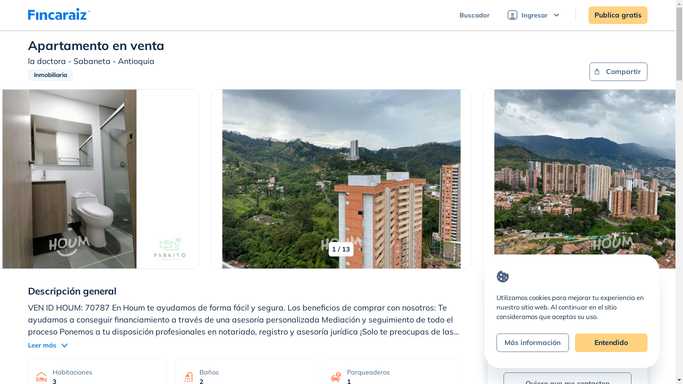 Fincaraiz
Buscador
Ingresar
Publica gratis
Apartamento en venta
la doctora - Sabaneta - Antioquia
Inmobiliaria
Compartir
HOUM
PARAITO
HOUM
1 / 13
HOUM
Descripción general
VEN ID HOUM: 70787 En Houm te ayudamos de forma fácil y segura. Los beneficios de comprar con nosotros: Te
ayudamos a conseguir financiamiento a través de una asesoría personalizada Mediación y seguimiento de todo el
proceso Ponemos a tu disposición profesionales en notariado, registro y asesoría jurídica ¡Solo te preocupas de las...
Leer más
Habitaciones
3
Baños
2
Parqueaderos
1
Utilizamos cookies para mejorar tu experiencia en
nuestro sitio web. Al continuar en el sitio
consideramos que aceptas su uso.
Más información
Entendido
Quiero que me contacten